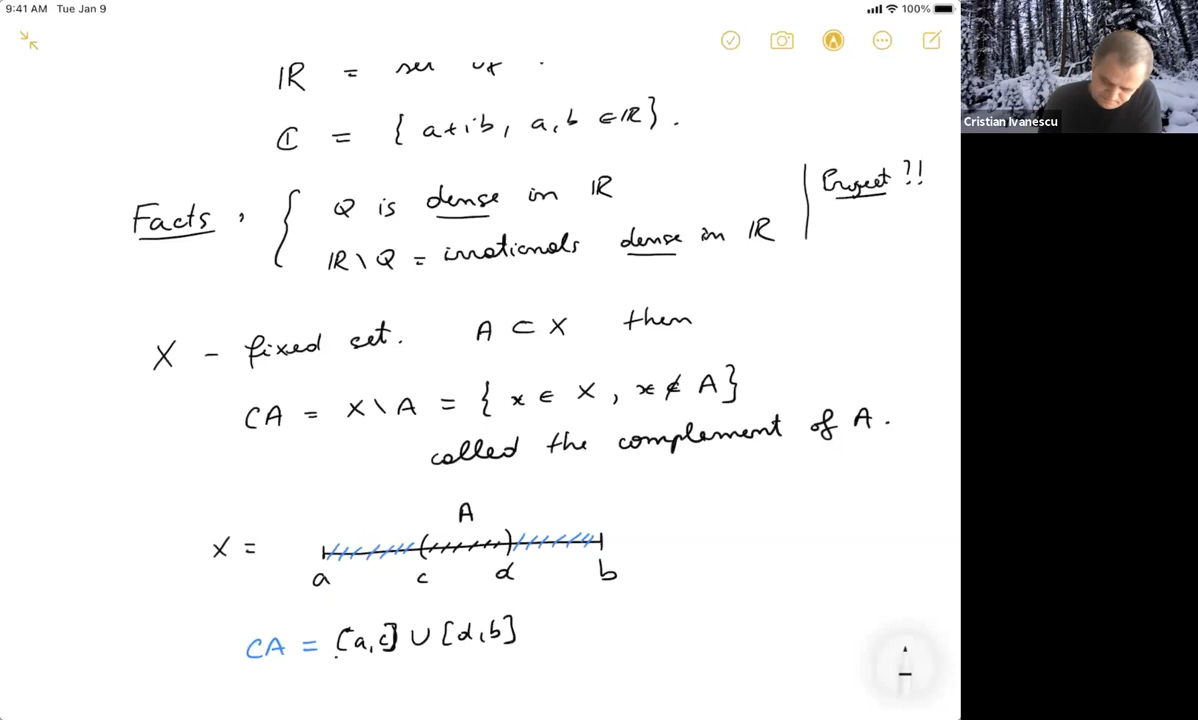 9:41 AM Tue Jan 9
100%
ℝ =
ℂ = { a+ib, a,b ∈ ℝ }.
Cristian Ivanescu
Facts, { Q is dense in ℝ
ℝ \ Q = irrationals dense in ℝ | Project !!
X - fixed set. A ⊂ X then
CA = X \ A = { x ∈ X, x ∉ A }
called the complement of A.
A
X =
a c d b
CA = [a,c] ∪ [d,b]